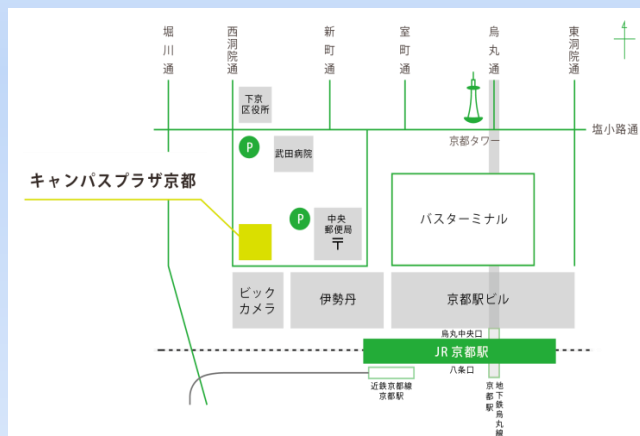 堀川通
西洞院通
新町通
室町通
烏丸通
東洞院通
下京
区役所
塩小路通
京都タワー
P
武田病院
キャンパスプラザ京都
P
中央
郵便局
〒
バスターミナル
ビック
カメラ
伊勢丹
京都駅ビル
烏丸中央口
JR 京都駅
八条口
近鉄京都線
京都駅
地下鉄烏丸線
京都駅